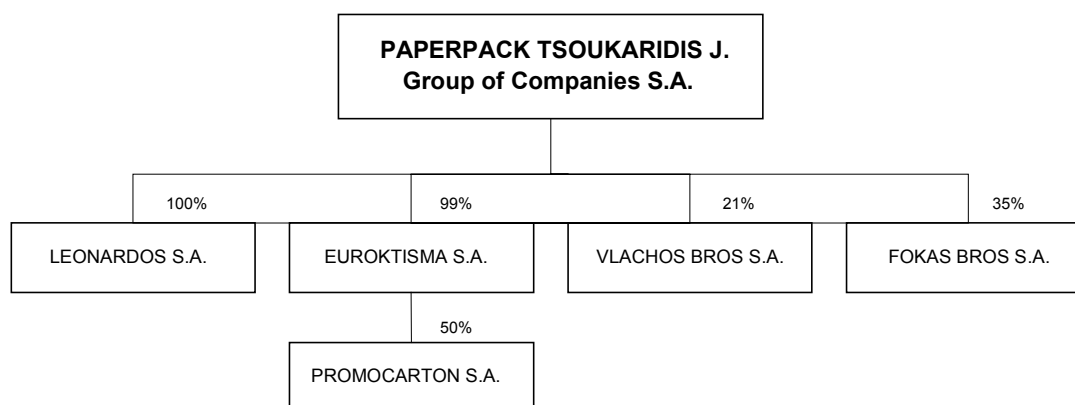 PAPERPACK TSOUKARIDIS J.
Group of Companies S.A.
100%
99%
21%
35%
LEONARDOS S.A.
EUROKTISMA S.A.
VLACHOS BROS S.A.
FOKAS BROS S.A.
50%
PROMOCARTON S.A.